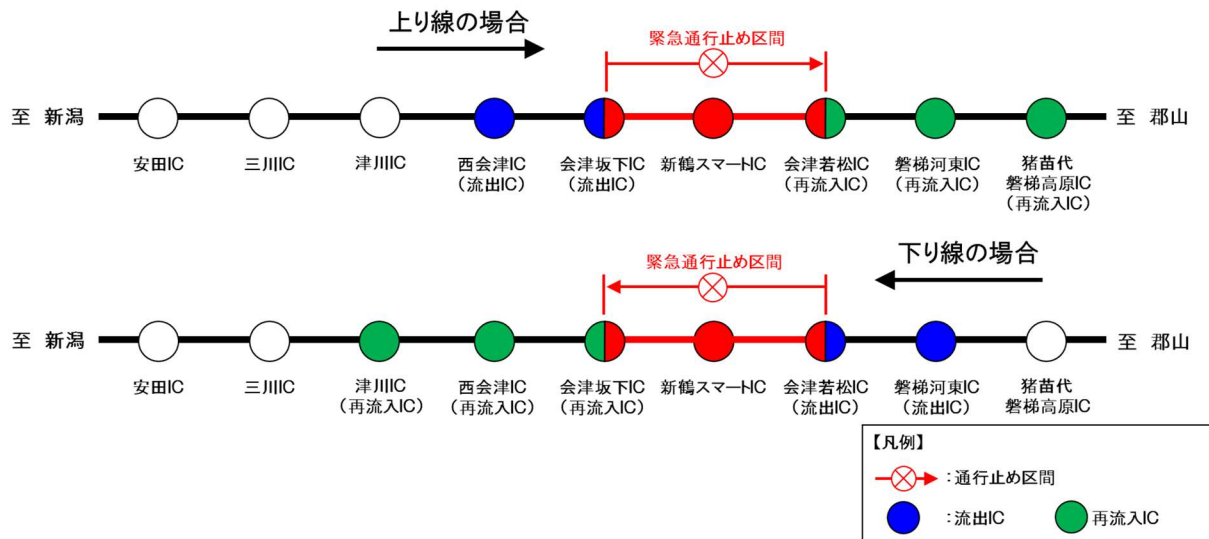 上り線の場合
緊急通行止め区間
至 新潟
至 郡山
安田IC
三川IC
津川IC
西会津IC
(流出IC)
会津坂下IC
(流出IC)
新鶴スマートIC
会津若松IC
(再流入IC)
磐梯河東IC
(再流入IC)
猪苗代
磐梯高原IC
(再流入IC)
下り線の場合
緊急通行止め区間
至 新潟
至 郡山
安田IC
三川IC
津川IC
(再流入IC)
西会津IC
(再流入IC)
会津坂下IC
(再流入IC)
新鶴スマートIC
会津若松IC
(流出IC)
磐梯河東IC
(流出IC)
猪苗代
磐梯高原IC
【凡例】
:通行止め区間
:流出IC
再流入IC